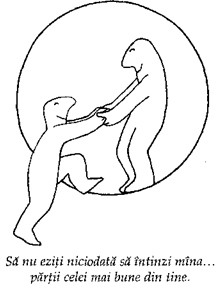 Să nu eziți niciodată să întinzi mîna...
părții celei mai bune din tine.